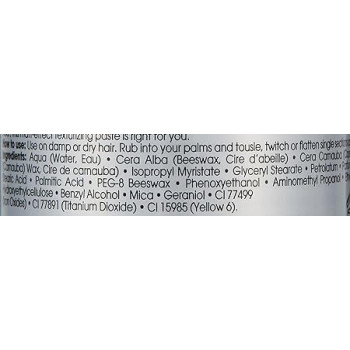 texturizing paste is right for you.
How to use: Use on damp or dry hair. Rub into your palms and tousle, twitch or flatten single
Ingredients: Aqua (Water, Eau) • Cera Alba (Beeswax, Cire d'abeille) • Cera Carnauba
Carnauba) Wax, Cire de carnauba) • Isopropyl Myristate • Glyceryl Stearate • Petrolatum •
Acid • Palmitic Acid • PEG-8 Beeswax • Phenoxyethanol • Aminomethyl Propanol •
• Benzyl Alcohol • Mica • Geraniol • CI 77499
Iron Oxides) • CI 77891 (Titanium Dioxide) • CI 15985 (Yellow 6).